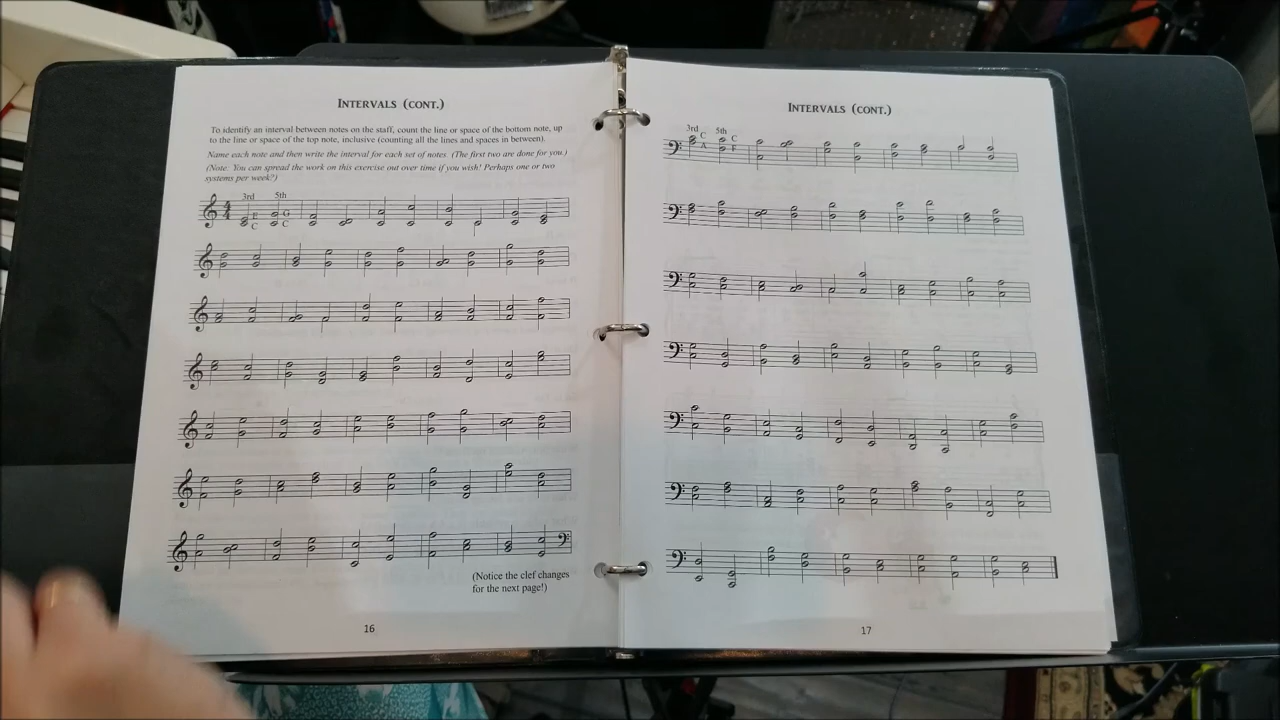 INTERVALS (CONT.)
To identify an interval between notes on the staff, count the line or space of the bottom note, up
to the line or space of the top note, inclusive (counting all the lines and spaces in between).
Name each note and then write the interval for each set of notes. (The first two are done for you.)
(Note: You can spread the work on this exercise out over time if you wish! Perhaps one or two
systems per week?)
3rd 5th
E G
C C
(Notice the clef changes
for the next page!)
16
INTERVALS (CONT.)
3rd 5th
C C
A F
17